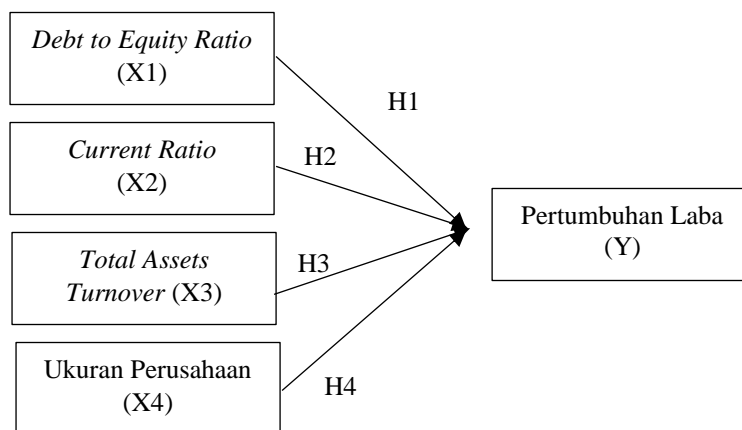 Debt to Equity Ratio
(X1)
H1
Current Ratio
(X2)
H2
Pertumbuhan Laba
(Y)
Total Assets
Turnover (X3)
H3
Ukuran Perusahaan
(X4)
H4